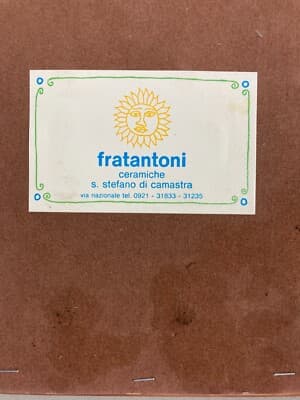 fratantoni
ceramiche
s. stefano di camastra
via nazionale tel. 0921 - 31833 - 31235